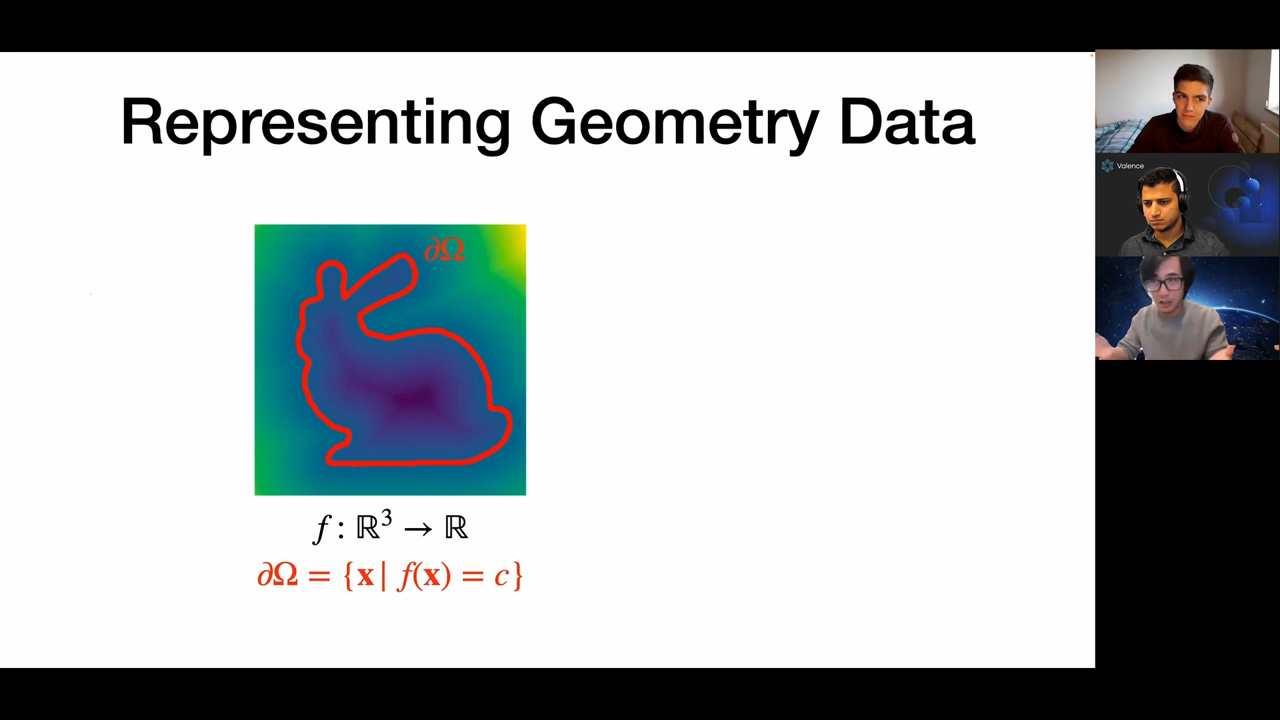 Representing Geometry Data
Valence
∂Ω
f : ℝ³ → ℝ
∂Ω = {x | f(x) = c}